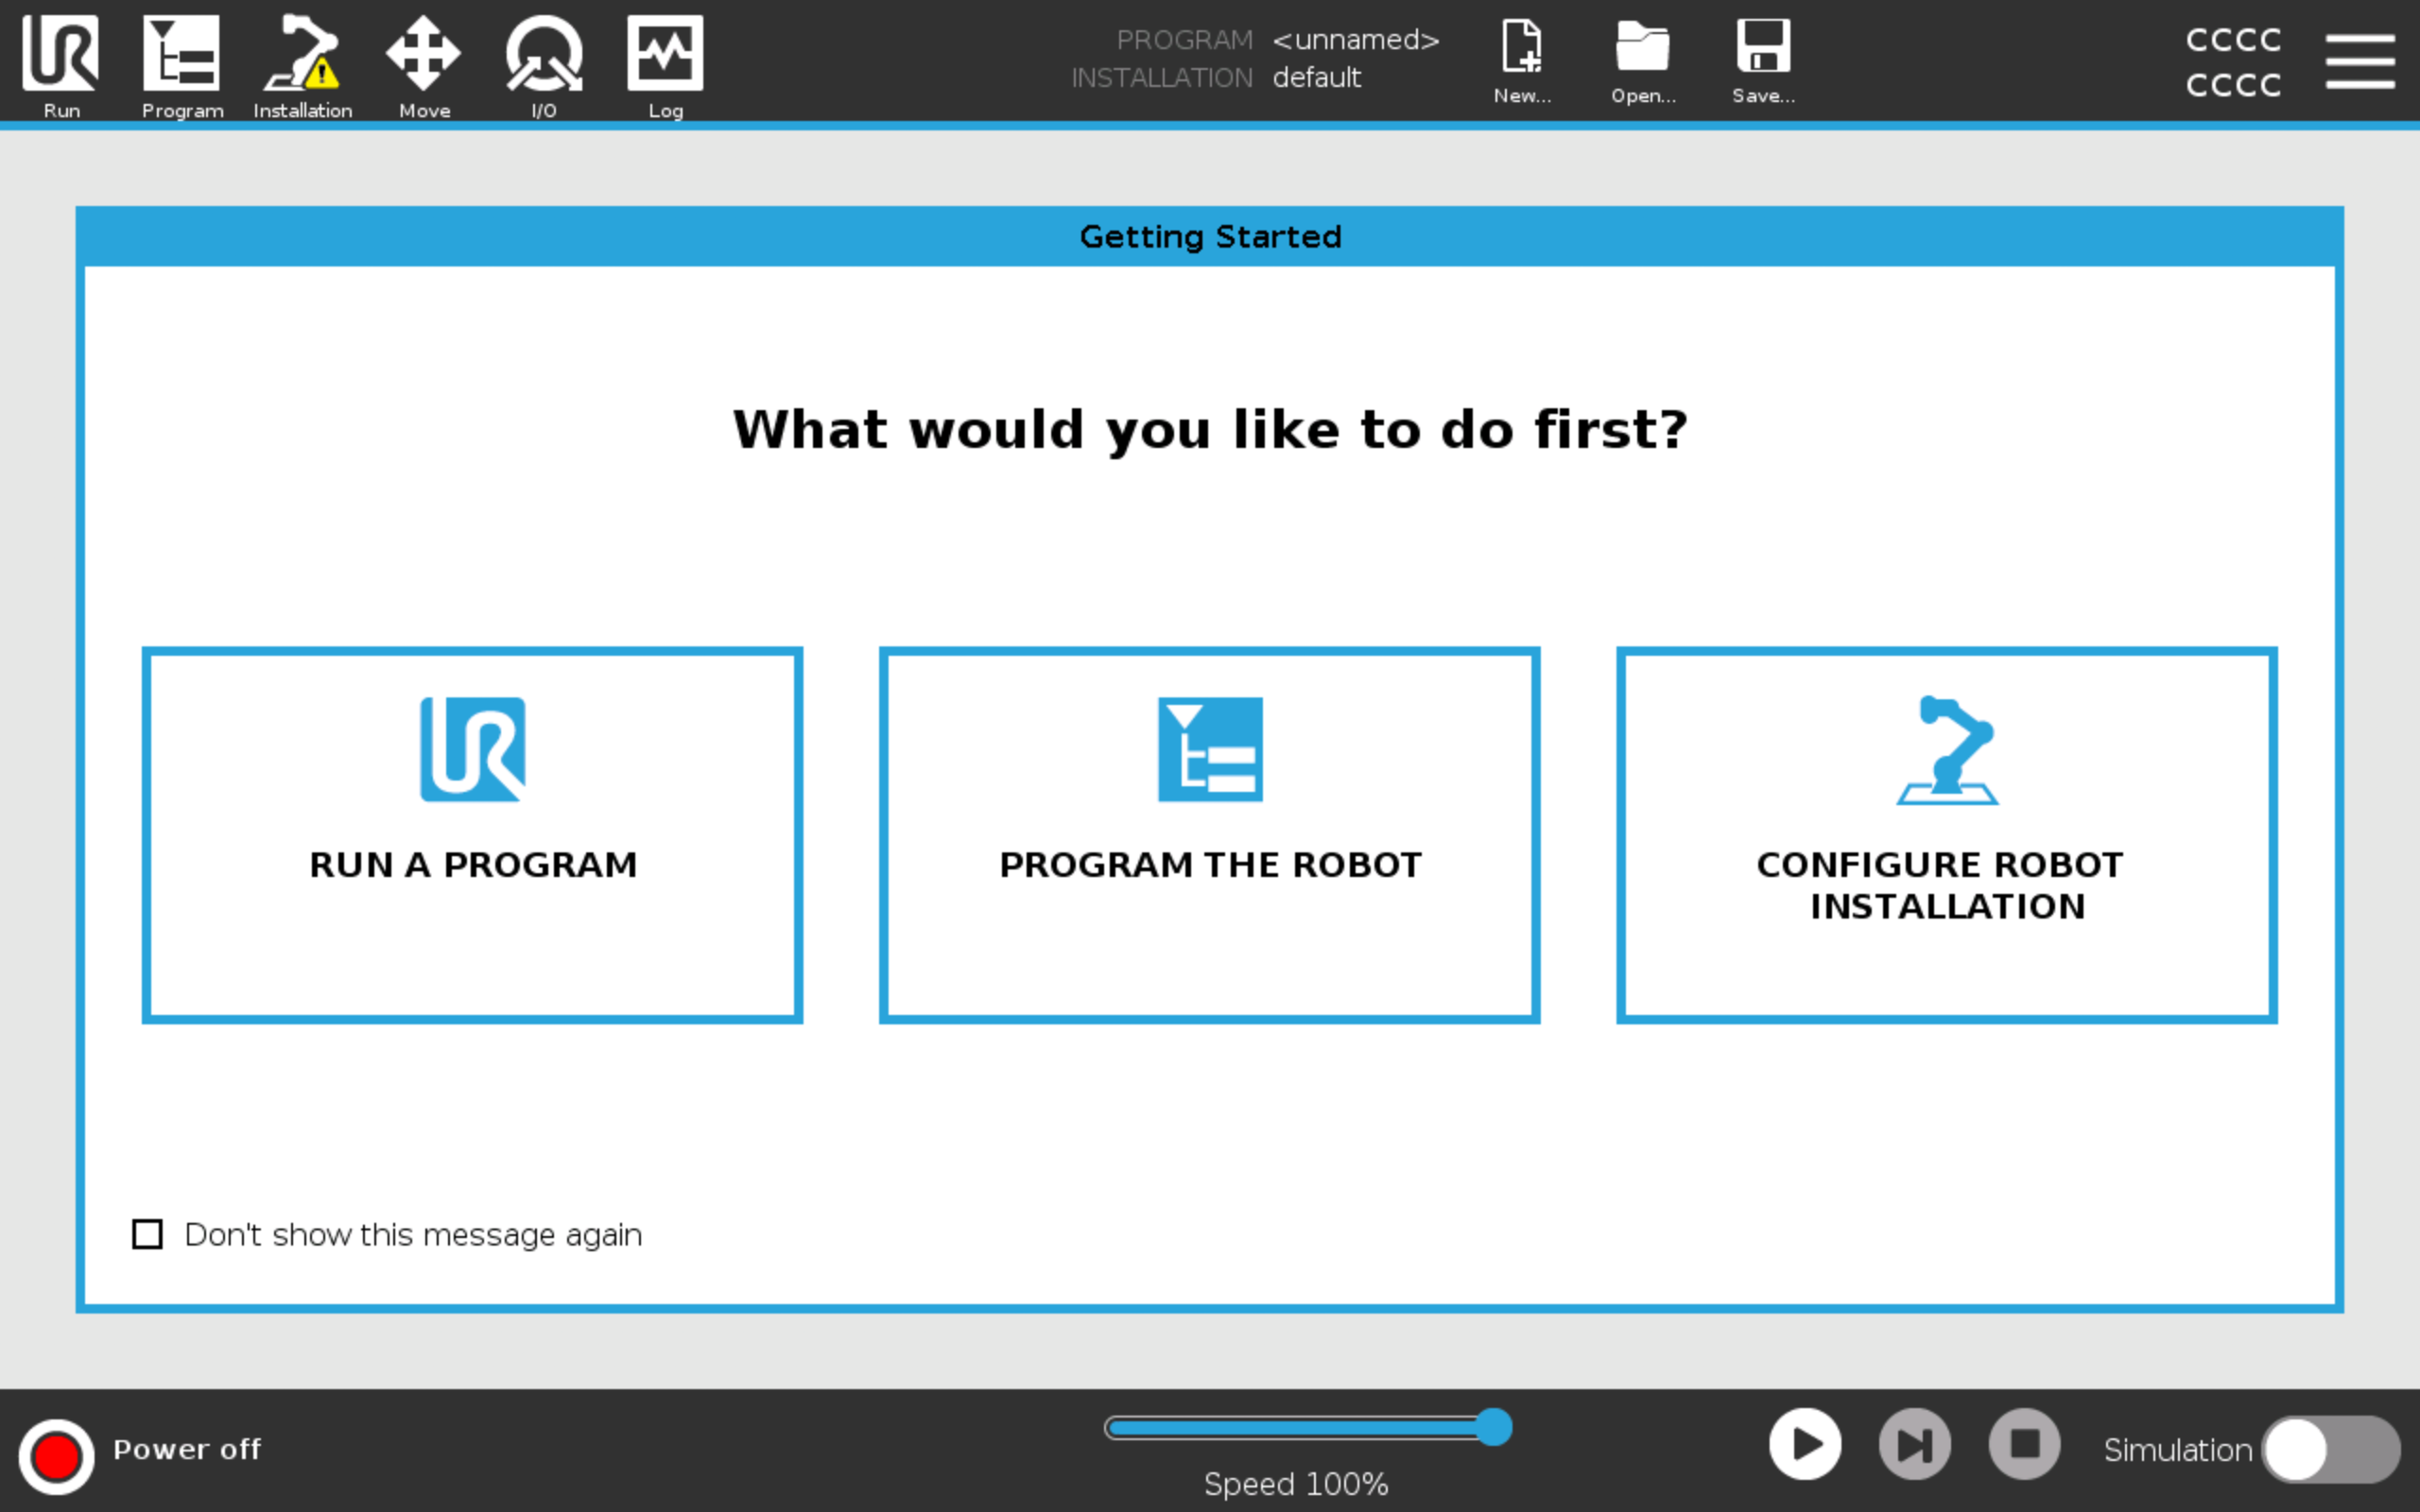 PROGRAM <unnamed>
INSTALLATION default
CCCC
CCCC
Run Program Installation Move I/O Log New... Open... Save...
Getting Started
What would you like to do first?
RUN A PROGRAM
PROGRAM THE ROBOT
CONFIGURE ROBOT
INSTALLATION
Don't show this message again
Power off
Speed 100%
Simulation